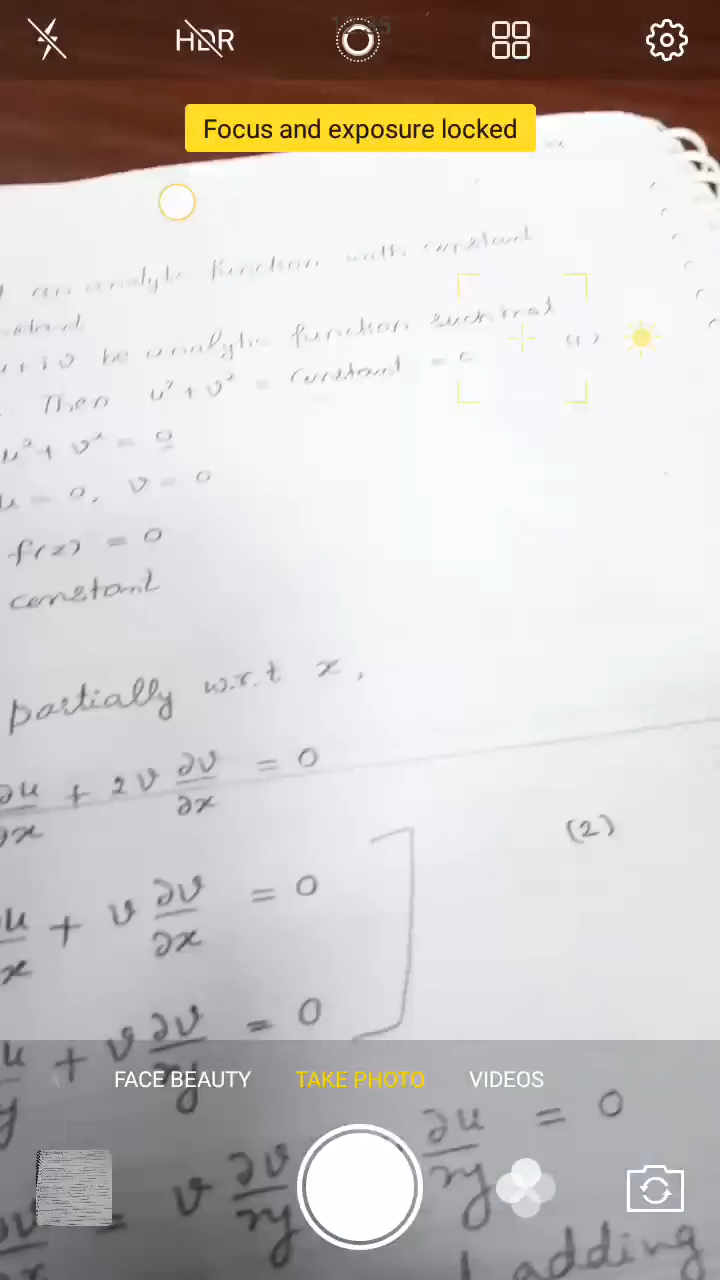 HDR
Focus and exposure locked
an analytic function with constant
be analytic function such that (1)
Then u² + v² = constant = c
u² + v² = 0
u = 0, v = 0
f(z) = 0
constant
partially w.r.t x,
∂u/∂x + 2v ∂v/∂x = 0
(2)
∂u/∂x + v ∂v/∂x = 0
∂u/∂y + v ∂v/∂y = 0
FACE BEAUTY TAKE PHOTO VIDEOS
∂v/∂x = v ∂v/∂y ∂u/∂y = 0
adding